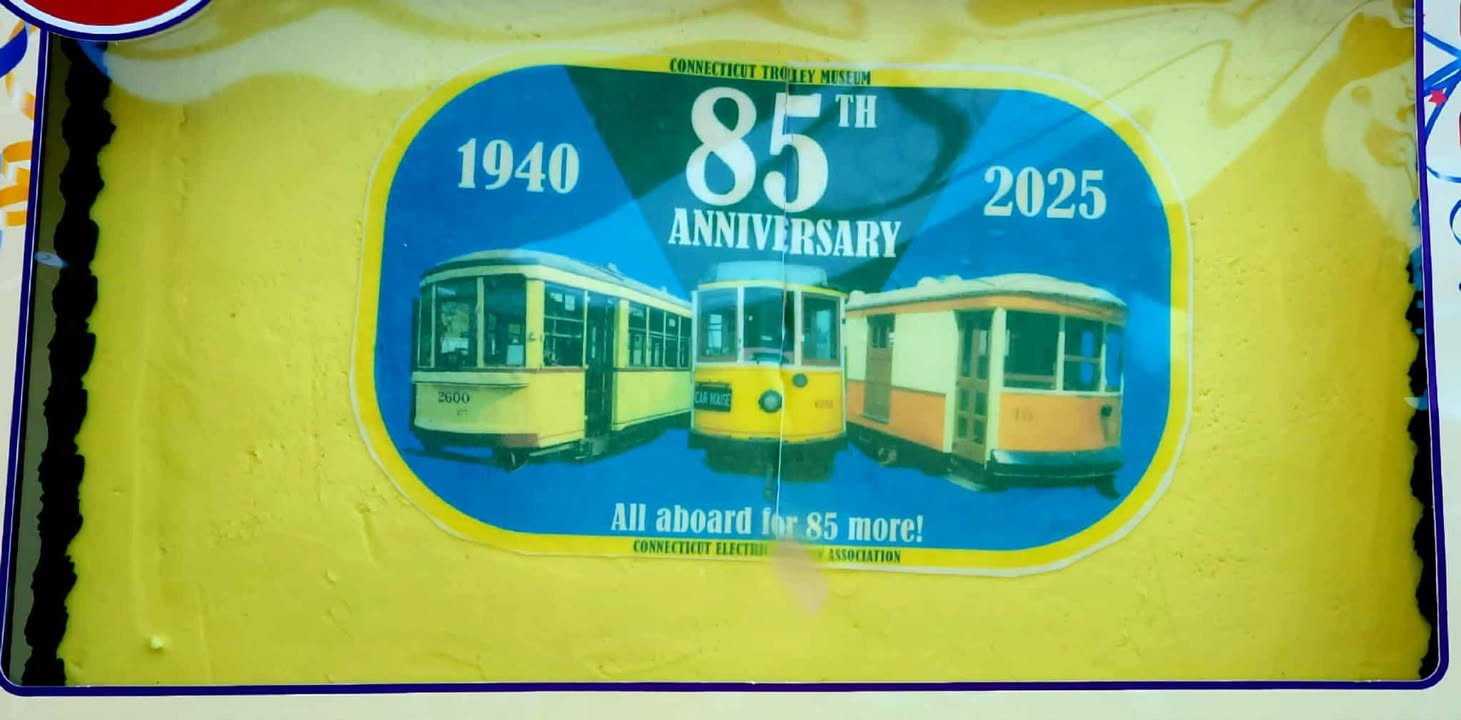 CONNECTICUT TROLLEY MUSEUM
85TH
ANNIVERSARY
1940
2025
2600
CAR HOUSE
All aboard for 85 more!
CONNECTICUT ELECTRIC ASSOCIATION